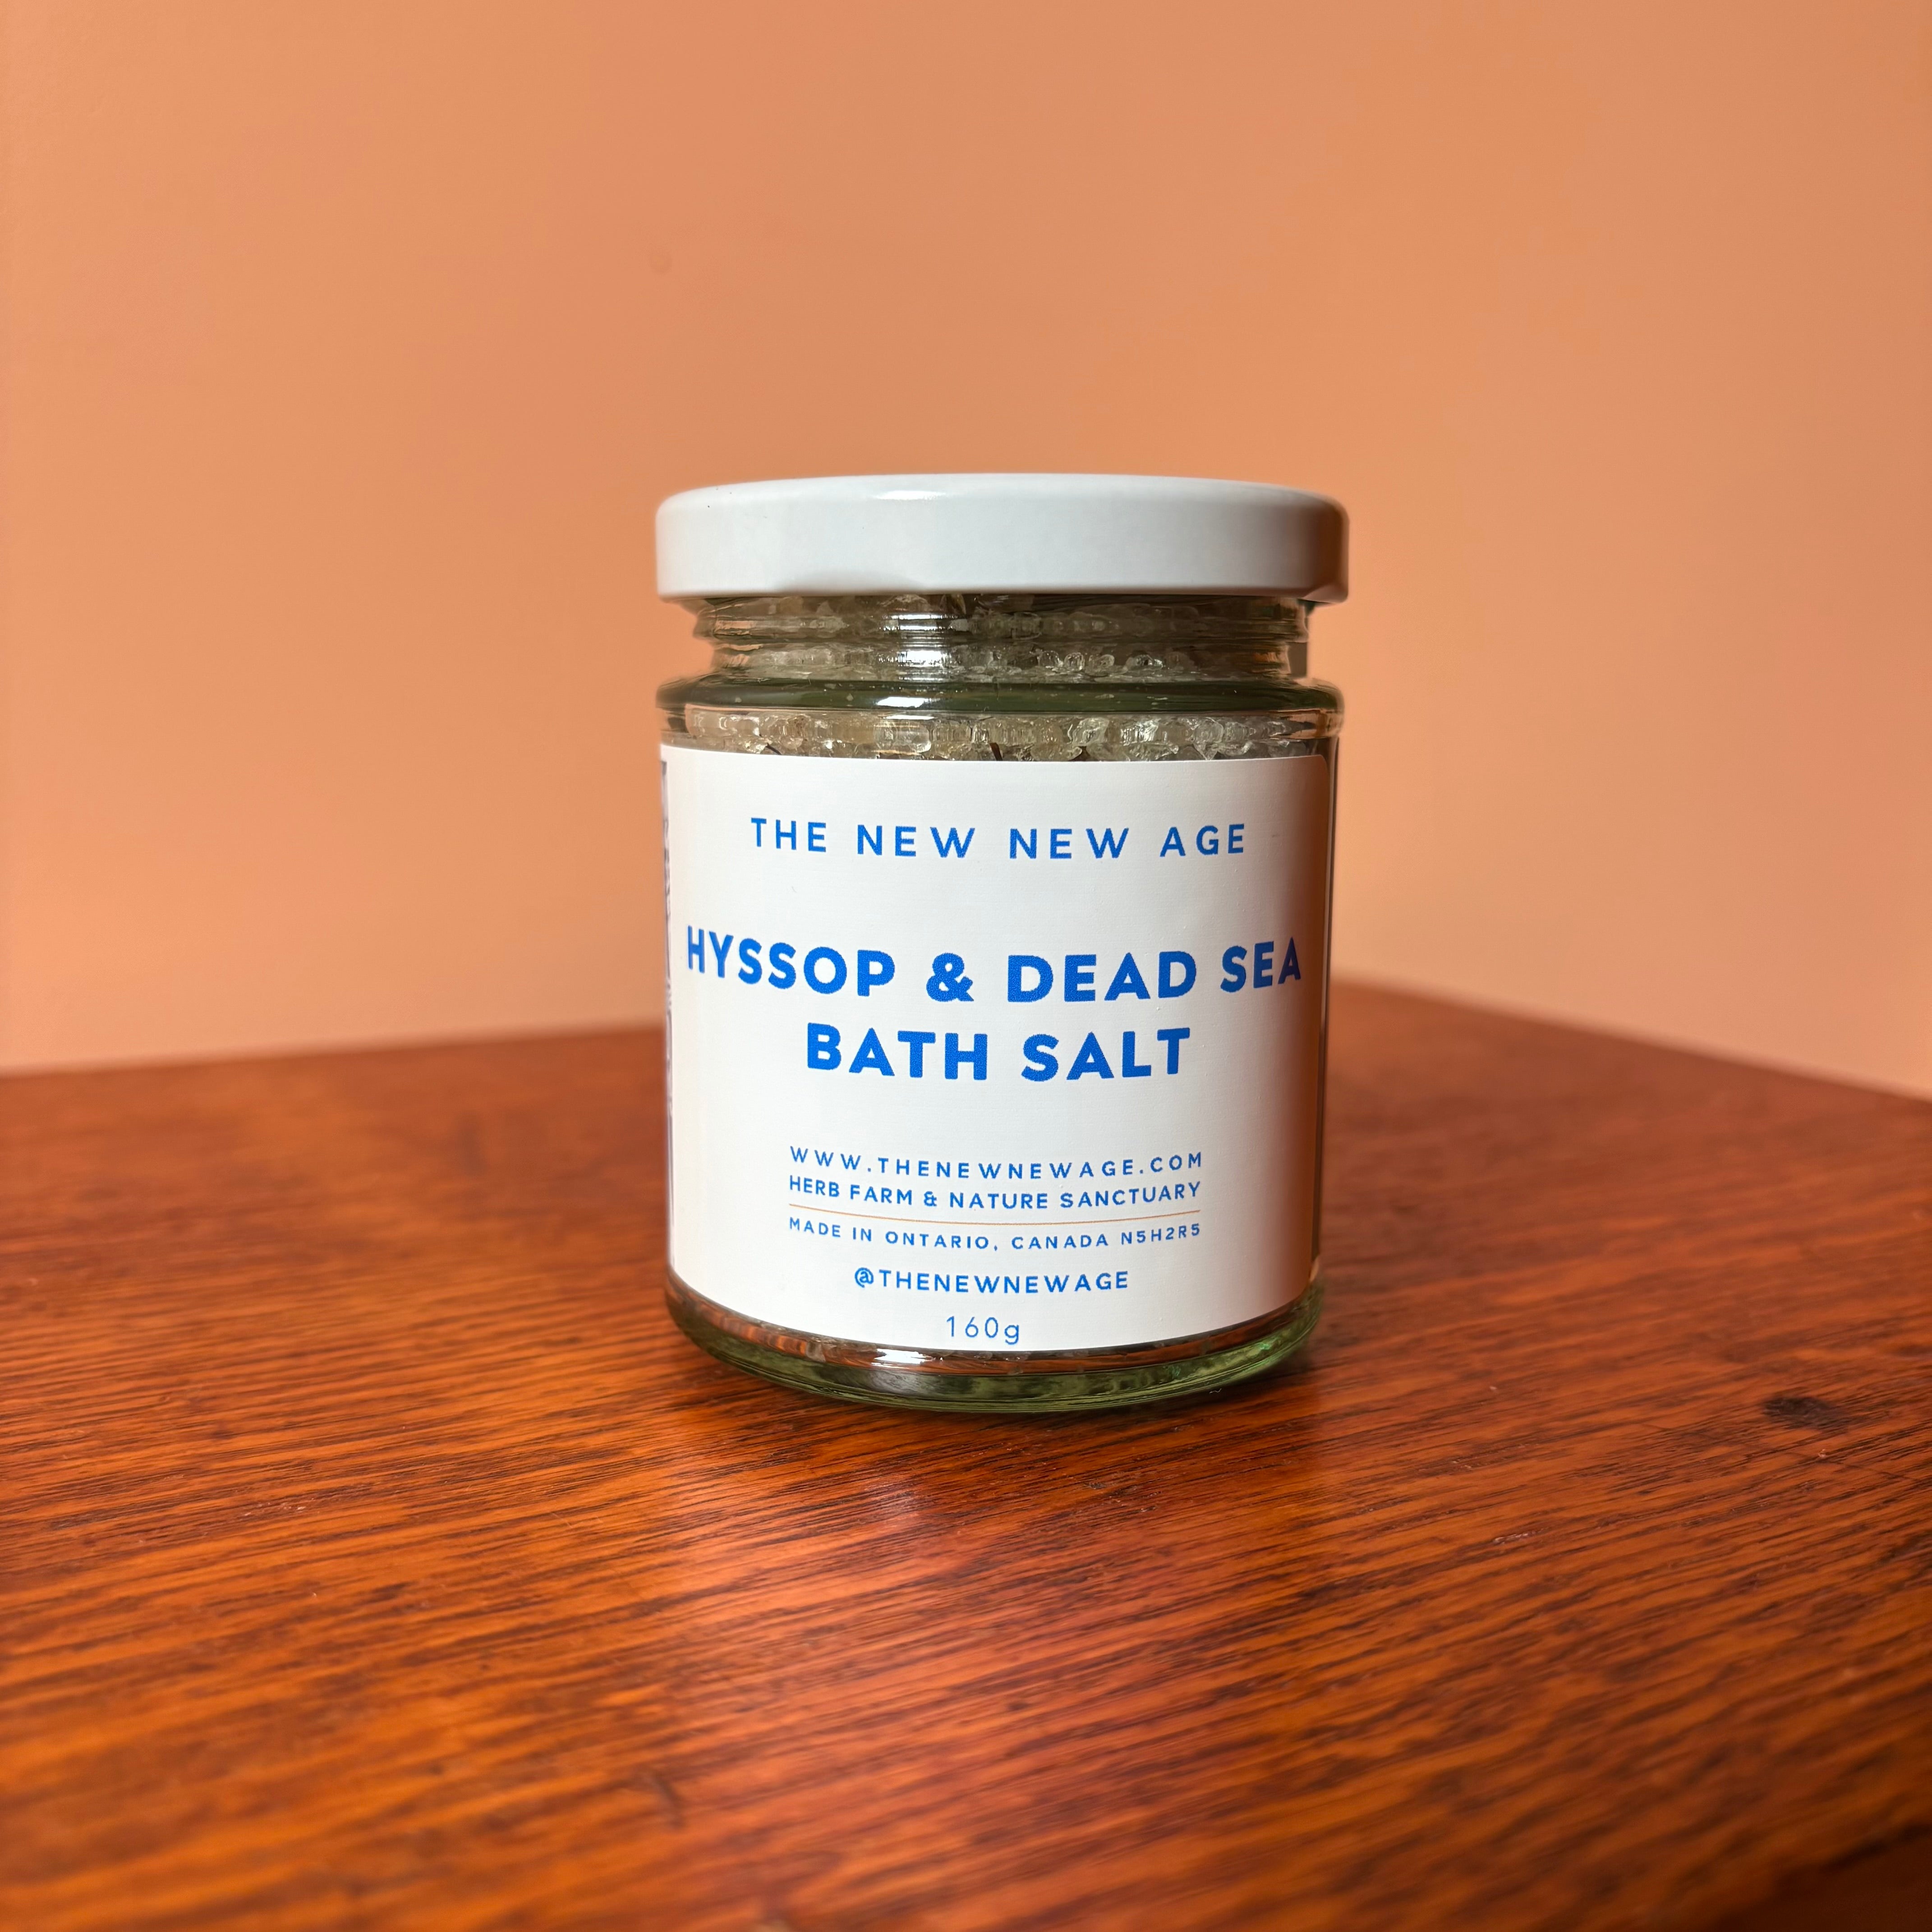 THE NEW NEW AGE
HYSSOP & DEAD SEA
BATH SALT
WWW.THENEWNEWAGE.COM
HERB FARM & NATURE SANCTUARY
MADE IN ONTARIO, CANADA N5H2R5
@THENEWNEWAGE
160g